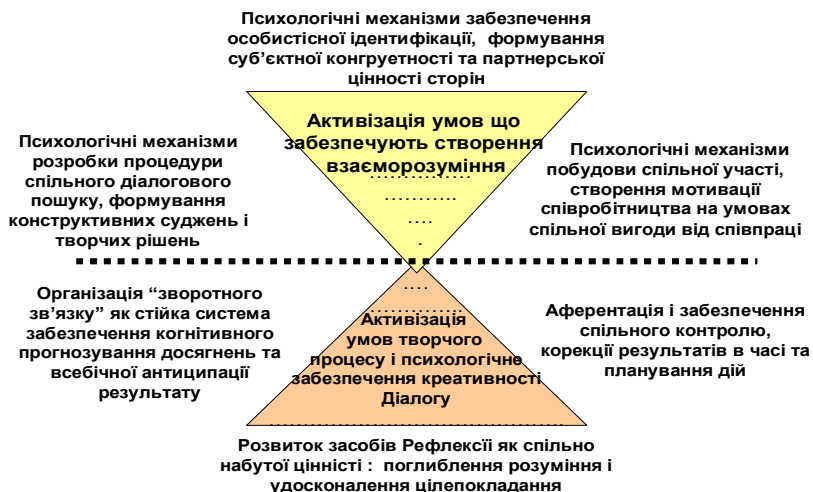 Психологічні механізми забезпечення
особистісної ідентифікації, формування
суб’єктної конгруетності та партнерської
цінності сторін
Активізація умов що
забезпечують створення
взаєморозуміння
................
...........
....
.
Психологічні механізми
розробки процедури
спільного діалогового
пошуку, формування
конструктивних суджень і
творчих рішень
Психологічні механізми
побудови спільної участі,
створення мотивації
співробітництва на умовах
спільної вигоди від співпраці
Організація “зворотного
зв’язку” як стійка система
забезпечення когнітивного
прогнозування досягнень та
всебічної антиципації
результату
....
...............
Активізація
умов творчого
процесу і психологічне
забезпечення креативності
Діалогу
Аферентація і забезпечення
спільного контролю,
корекції результатів в часі та
планування дій
Розвиток засобів Рефлексїї як спільно
набутої цінністі : поглиблення розуміння і
удосконалення цілепокладання